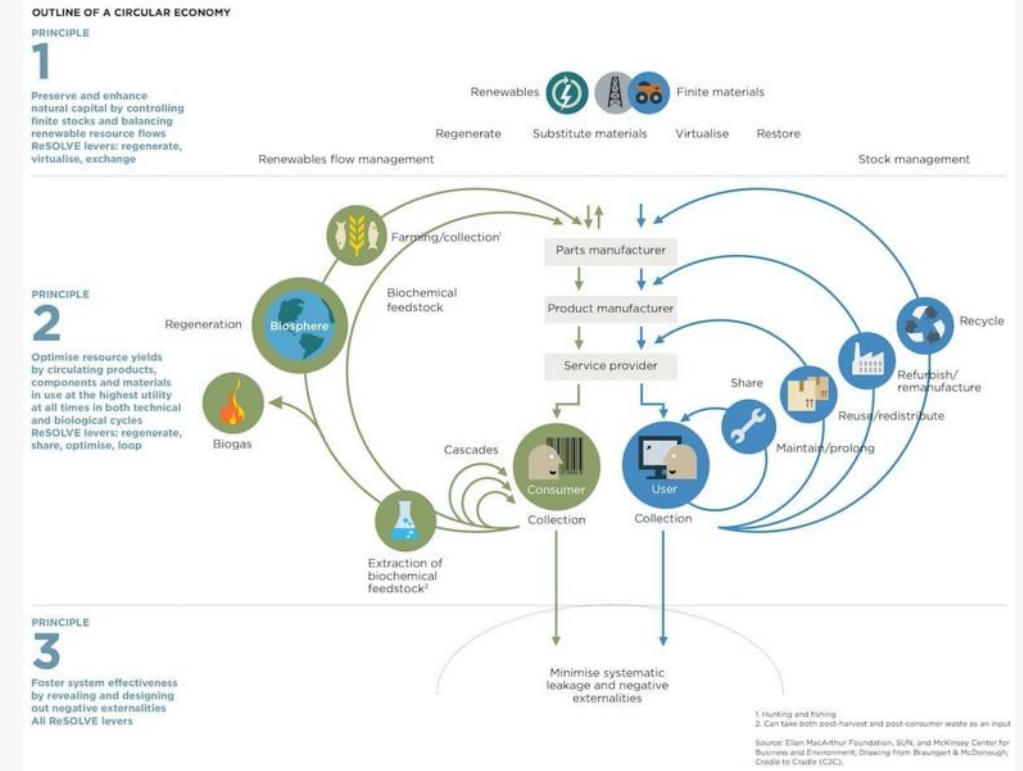 OUTLINE OF A CIRCULAR ECONOMY
PRINCIPLE
1
Preserve and enhance
natural capital by controlling
finite stocks and balancing
renewable resource flows
ReSOLVE levers: regenerate,
virtualise, exchange
Renewables
Finite materials
Regenerate
Substitute materials
Virtualise
Restore
Renewables flow management
Stock management
PRINCIPLE
2
Optimise resource yields
by circulating products,
components and materials
in use at the highest utility
at all times in both technical
and biological cycles
ReSOLVE levers: regenerate,
share, optimise, loop
Farming/collection¹
Biochemical
feedstock
Regeneration
Biosphere
Biogas
Cascades
Extraction of
biochemical
feedstock²
Parts manufacturer
Product manufacturer
Service provider
Consumer
Collection
User
Collection
Share
Maintain/prolong
Reuse/redistribute
Refurbish/
remanufacture
Recycle
PRINCIPLE
3
Foster system effectiveness
by revealing and designing
out negative externalities
All ReSOLVE levers
Minimise systematic
leakage and negative
externalities
1. Hunting and fishing
2. Can take both post-harvest and post-consumer waste as an input
Source: Ellen MacArthur Foundation, SUN, and McKinsey Center for
Business and Environment; Drawing from Braungart & McDonough,
Cradle to Cradle (C2C).